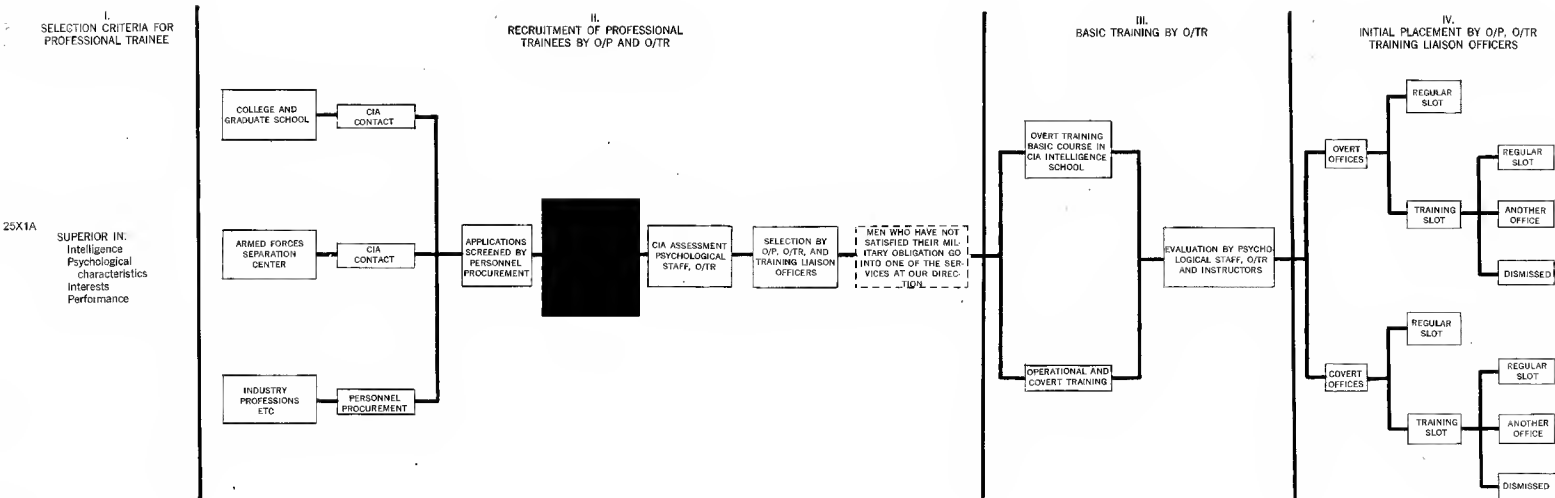 I.
SELECTION CRITERIA FOR
PROFESSIONAL TRAINEE
25X1A
SUPERIOR IN:
Intelligence
Psychological
characteristics
Interests
Performance
II.
RECRUITMENT OF PROFESSIONAL
TRAINEES BY O/P AND O/TR
COLLEGE AND
GRADUATE SCHOOL
CIA
CONTACT
ARMED FORCES
SEPARATION
CENTER
CIA
CONTACT
INDUSTRY
PROFESSIONS
ETC
PERSONNEL
PROCUREMENT
APPLICATIONS
SCREENED BY
PERSONNEL
PROCUREMENT
CIA ASSESSMENT
PSYCHOLOGICAL
STAFF, O/TR
SELECTION BY
O/P, O/TR, AND
TRAINING LIAISON
OFFICERS
MEN WHO HAVE NOT
SATISFIED THEIR MIL-
ITARY OBLIGATION GO
INTO ONE OF THE SER-
VICES AT OUR DIREC-
TION
III.
BASIC TRAINING BY O/TR
OVERT TRAINING
BASIC COURSE IN
CIA INTELLIGENCE
SCHOOL
OPERATIONAL AND
COVERT TRAINING
EVALUATION BY PSYCHO-
LOGICAL STAFF, O/TR
AND INSTRUCTORS
IV.
INITIAL PLACEMENT BY O/P, O/TR
TRAINING LIAISON OFFICERS
OVERT
OFFICES
REGULAR
SLOT
TRAINING
SLOT
REGULAR
SLOT
ANOTHER
OFFICE
DISMISSED
COVERT
OFFICES
REGULAR
SLOT
TRAINING
SLOT
REGULAR
SLOT
ANOTHER
OFFICE
DISMISSED